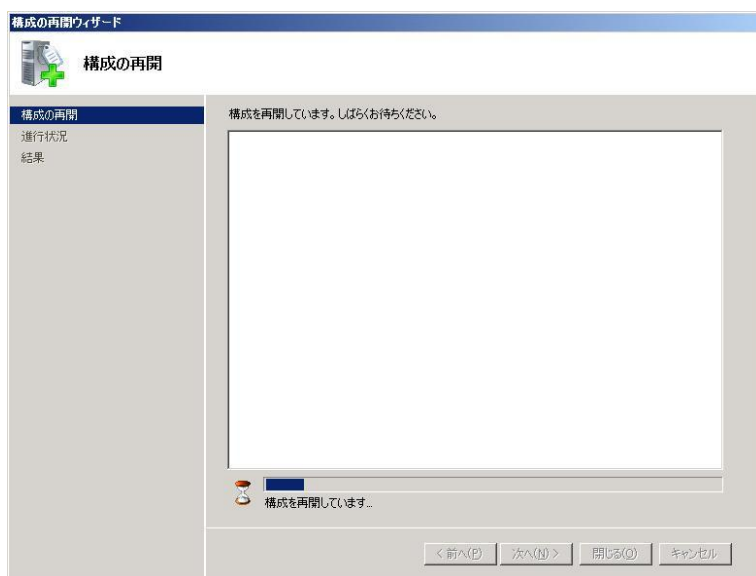 構成の再開ウィザード
構成の再開
構成の再開
進行状況
結果
構成を再開しています。しばらくお待ちください。
構成を再開しています...
< 前へ(P)
次へ(N) >
閉じる(O)
キャンセル